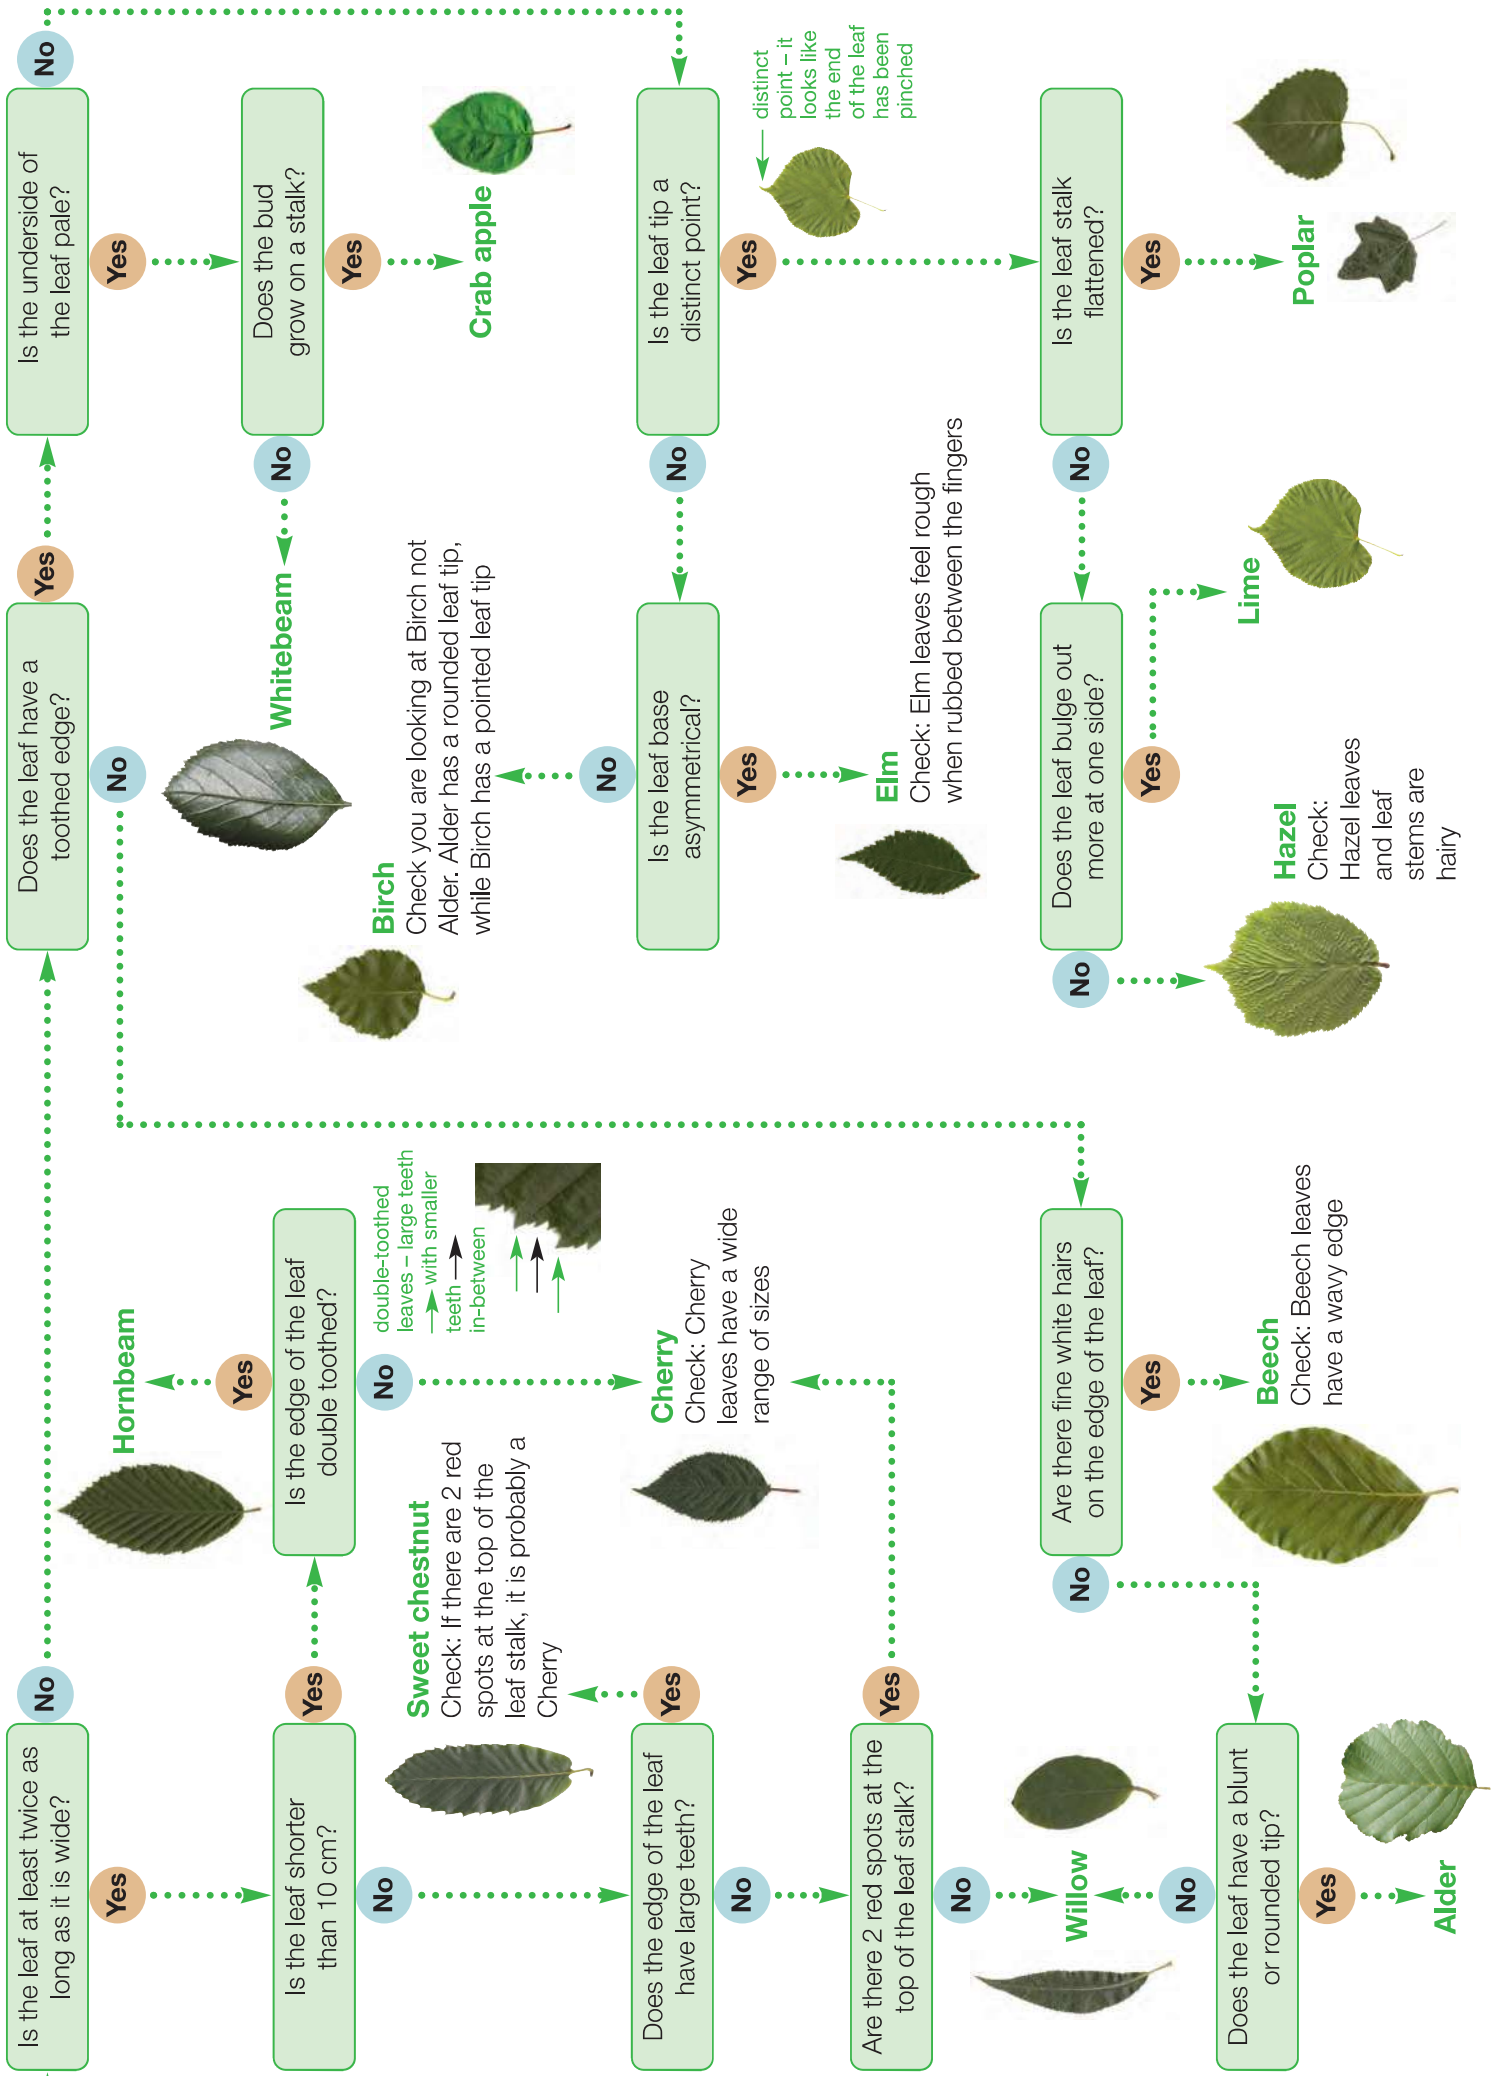 Is the leaf at least twice as
long as it is wide?
No
Yes
Is the leaf shorter
than 10 cm?
Yes
No
Is the edge of the leaf
double toothed?
Yes
Hornbeam
No
double-toothed
leaves – large teeth
with smaller
teeth
in-between
Cherry
Check: Cherry
leaves have a wide
range of sizes
Does the edge of the leaf
have large teeth?
Yes
Sweet chestnut
Check: If there are 2 red
spots at the top of the
leaf stalk, it is probably a
Cherry
No
Are there 2 red spots at the
top of the leaf stalk?
Yes
No
Willow
No
Does the leaf have a blunt
or rounded tip?
Yes
Alder
Are there fine white hairs
on the edge of the leaf?
No
Yes
Beech
Check: Beech leaves
have a wavy edge
Does the leaf have a
toothed edge?
Yes
No
Is the underside of
the leaf pale?
No
Yes
Does the bud
grow on a stalk?
No
Whitebeam
Yes
Crab apple
Is the leaf tip a
distinct point?
distinct
point – it
looks like
the end
of the leaf
has been
pinched
No
Yes
Is the leaf base
asymmetrical?
No
Birch
Check you are looking at Birch not
Alder. Alder has a rounded leaf tip,
while Birch has a pointed leaf tip
Yes
Elm
Check: Elm leaves feel rough
when rubbed between the fingers
Is the leaf stalk
flattened?
No
Yes
Poplar
Does the leaf bulge out
more at one side?
Yes
Lime
No
Hazel
Check:
Hazel leaves
and leaf
stems are
hairy